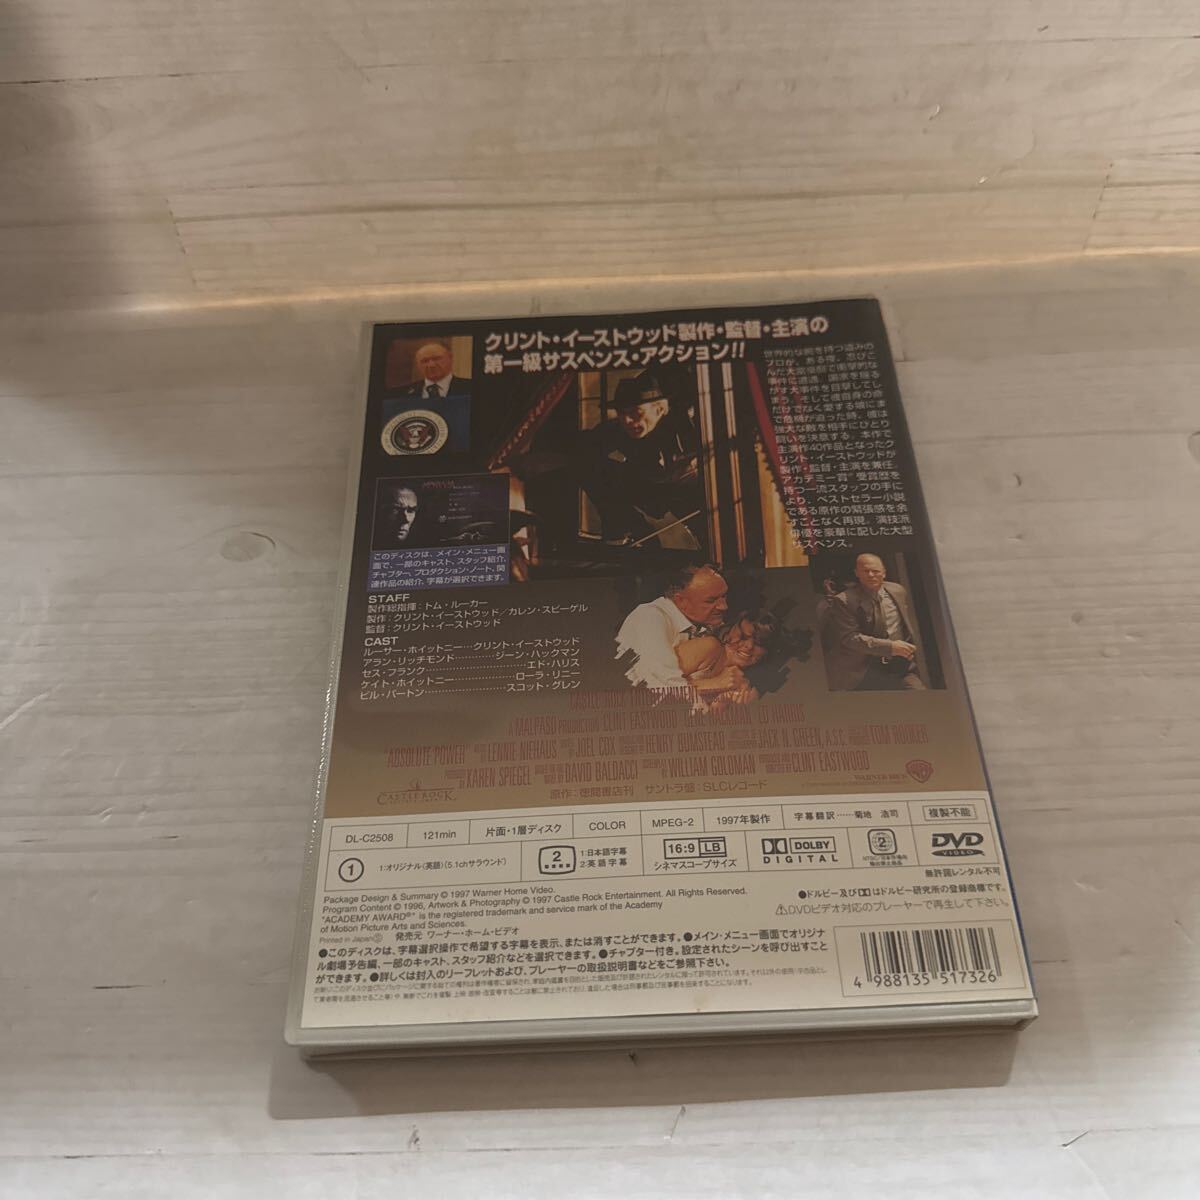 クリント・イーストウッド製作・監督・主演の
第一級サスペンス・アクション!!
世界的な腕を持つ盗みの
プロが、ある夜、忍びこ
んだ大富豪邸で衝撃的な
事件に遭遇。国家を揺る
がす大事件を目撃してし
まう。そして彼自身の命
だけでなく愛する娘にま
で危機が迫った時、彼は
強大な敵を相手にひとり
闘いを決意する。本作で
主演作40作品となったク
リント・イーストウッドが
製作・監督・主演を兼任。
アカデミー賞®受賞歴を
持つ一流スタッフの手に
より、ベストセラー小説
である原作の緊張感を余
すことなく再現。演技派
俳優を豪華に配した大型
サスペンス。
このディスクは、メイン・メニュー画
面で、一部のキャスト、スタッフ紹介、
チャプター、プロダクション・ノート、関
連作品の紹介、字幕が選択できます。
STAFF
製作総指揮：トム・ルーカー
製作：クリント・イーストウッド／カレン・スピーゲル
監督：クリント・イーストウッド
CAST
ルーサー・ホイットニー…クリント・イーストウッド
アラン・リッチモンド…………ジーン・ハックマン
セス・フランク……………………エド・ハリス
ケイト・ホイットニー………………ローラ・リニー
ビル・バートン……………………スコット・グレン
CASTLE ROCK ENTERTAINMENT
A MALPASO PRODUCTION CLINT EASTWOOD GENE HACKMAN ED HARRIS
"ABSOLUTE POWER" LENNIE NIEHAUS JOEL COX HENRY BUMSTEAD JACK N. GREEN, A.S.C. TOM ROOKER
KAREN SPIEGEL DAVID BALDACCI WILLIAM GOLDMAN CLINT EASTWOOD
CASTLE ROCK
ENTERTAINMENT
原作：徳間書店刊 サントラ盤：SLCレコード
WARNER BROS
DL-C2508 121min 片面・1層ディスク COLOR MPEG-2 1997年製作 字幕翻訳……菊地 浩司 複製不能
1 1:オリジナル(英語)(5.1chサラウンド) 2 1:日本語字幕
2:英語字幕
16:9 LB
シネマスコープサイズ
DOLBY
DIGITAL
2
DVD
VIDEO
無許諾レンタル不可
Package Design & Summary © 1997 Warner Home Video.
Program Content © 1996, Artwork & Photography © 1997 Castle Rock Entertainment. All Rights Reserved.
"ACADEMY AWARD®" is the registered trademark and service mark of the Academy
of Motion Picture Arts and Sciences.
Printed in Japan 発売元 ワーナー・ホーム・ビデオ
●ドルビー及びはドルビー研究所の登録商標です。
⚠DVDビデオ対応のプレーヤーで再生して下さい。
●このディスクは、字幕選択操作で希望する字幕を表示、または消すことができます。●メイン・メニュー画面でオリジナ
ル劇場予告編、一部のキャスト、スタッフ紹介などを選択できます。●チャプター付き。設定されたシーンを呼び出すこと
ができます。●詳しくは封入のリーフレットおよび、プレーヤーの取扱説明書などをご参照下さい。
4 988135 517326